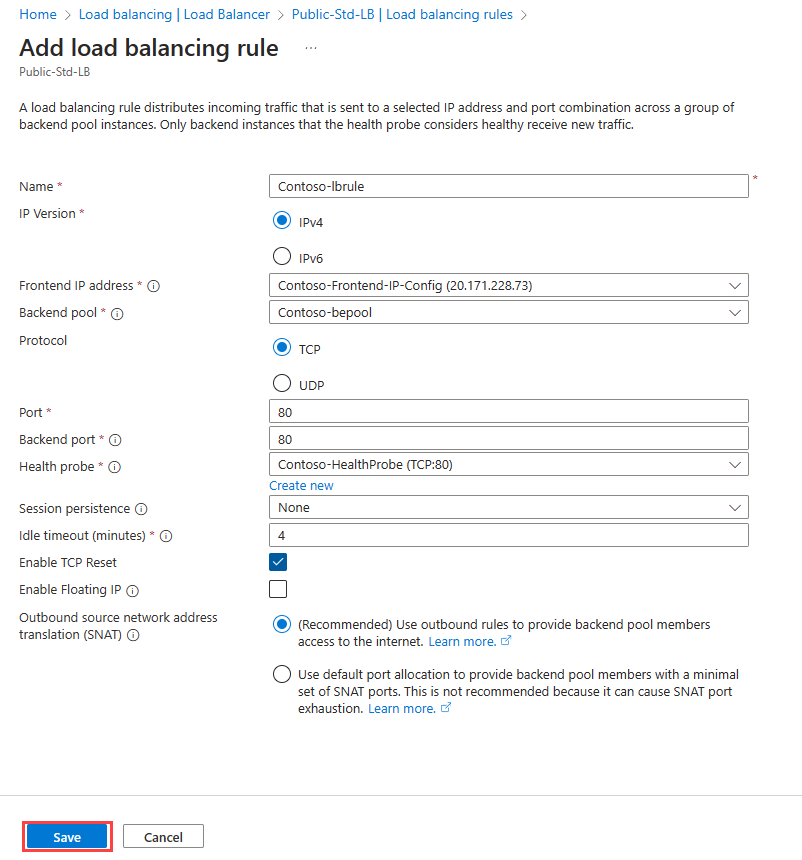 Home > Load balancing | Load Balancer > Public-Std-LB | Load balancing rules >
Add load balancing rule ...
Public-Std-LB
A load balancing rule distributes incoming traffic that is sent to a selected IP address and port combination across a group of
backend pool instances. Only backend instances that the health probe considers healthy receive new traffic.
Name * Contoso-lbrule *
IP Version * IPv4
IPv6
Frontend IP address * Contoso-Frontend-IP-Config (20.171.228.73)
Backend pool * Contoso-bepool
Protocol TCP
UDP
Port * 80
Backend port * 80
Health probe * Contoso-HealthProbe (TCP:80)
Create new
Session persistence None
Idle timeout (minutes) * 4
Enable TCP Reset
Enable Floating IP
Outbound source network address
translation (SNAT)
(Recommended) Use outbound rules to provide backend pool members
access to the internet. Learn more.
Use default port allocation to provide backend pool members with a minimal
set of SNAT ports. This is not recommended because it can cause SNAT port
exhaustion. Learn more.
Save Cancel